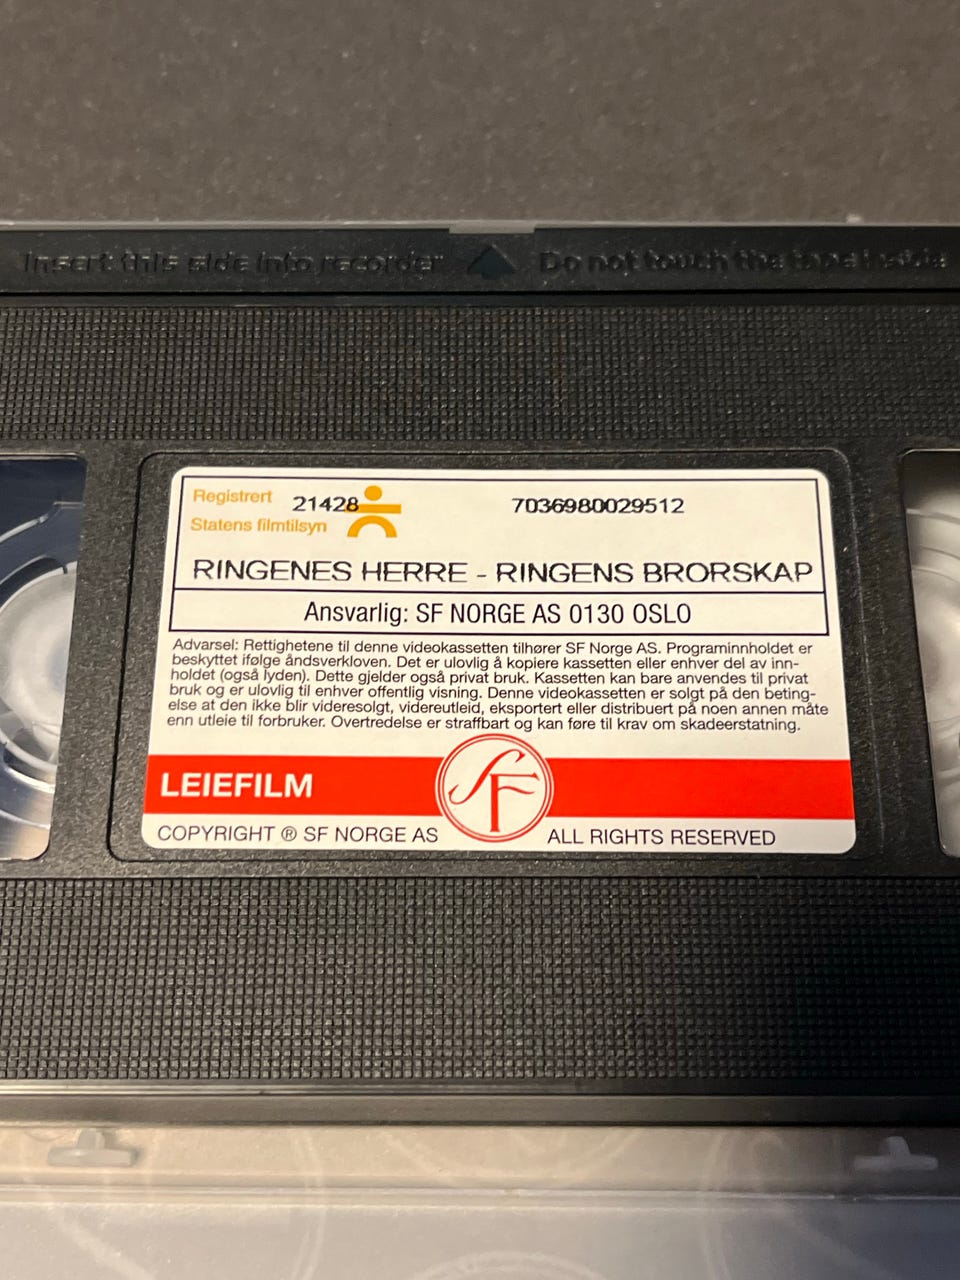 Insert this side into recorder Do not touch the tape inside
Registrert 21428 7036980029512
Statens filmtilsyn
RINGENES HERRE - RINGENS BRORSKAP
Ansvarlig: SF NORGE AS 0130 OSLO
Advarsel: Rettighetene til denne videokassetten tilhører SF Norge AS. Programinnholdet er
beskyttet ifølge åndsverkloven. Det er ulovlig å kopiere kassetten eller enhver del av inn-
holdet (også lyden). Dette gjelder også privat bruk. Kassetten kan bare anvendes til privat
bruk og er ulovlig til enhver offentlig visning. Denne videokassetten er solgt på den beting-
else at den ikke blir videresolgt, videreutleid, eksportert eller distribuert på noen annen måte
enn utleie til forbruker. Overtredelse er straffbart og kan føre til krav om skadeerstatning.
LEIEFILM
SF
COPYRIGHT ® SF NORGE AS ALL RIGHTS RESERVED